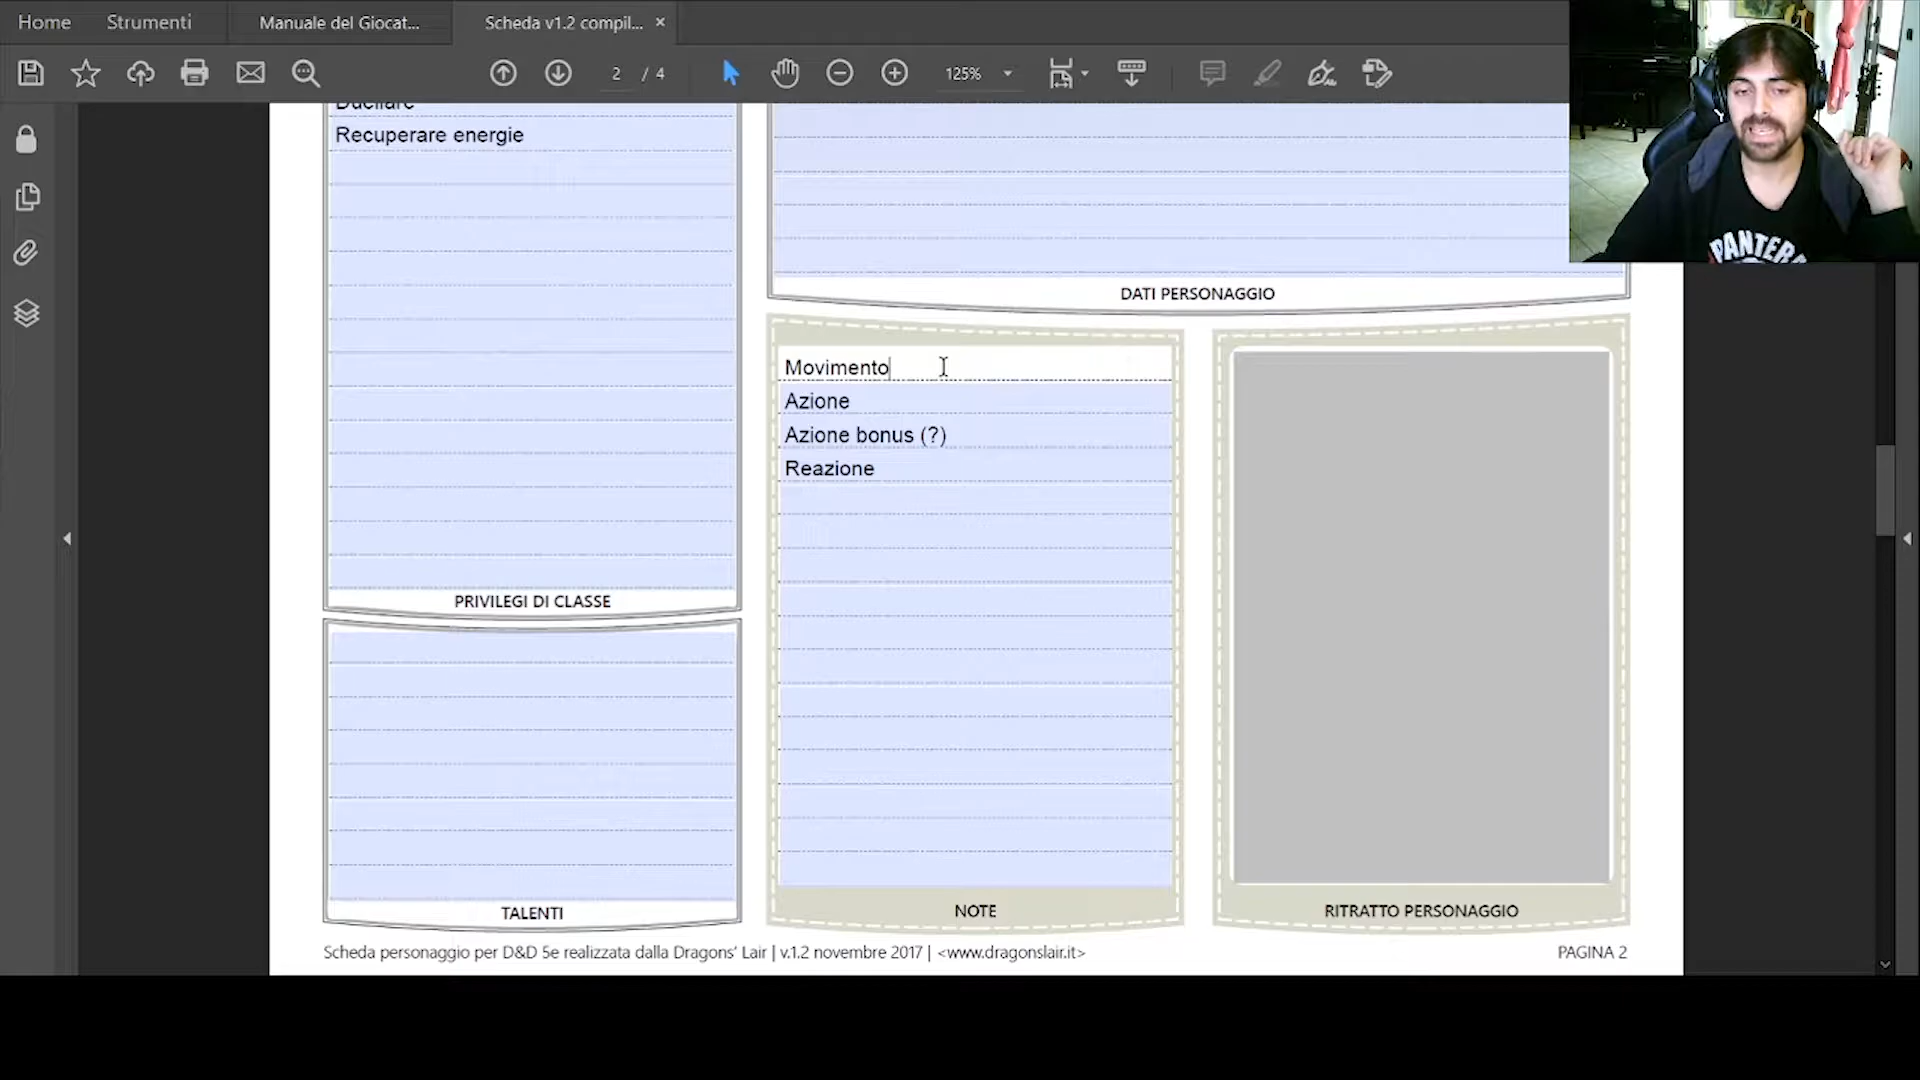 Home
Strumenti
Manuale del Giocat...
Scheda v1.2 compil...
2 / 4
125%
Ducllare
Recuperare energie
DATI PERSONAGGIO
PANTER
Movimento
Azione
Azione bonus (?)
Reazione
PRIVILEGI DI CLASSE
TALENTI
NOTE
RITRATTO PERSONAGGIO
Scheda personaggio per D&D 5e realizzata dalla Dragons' Lair | v.1.2 novembre 2017 | <www.dragonslair.it>
PAGINA 2